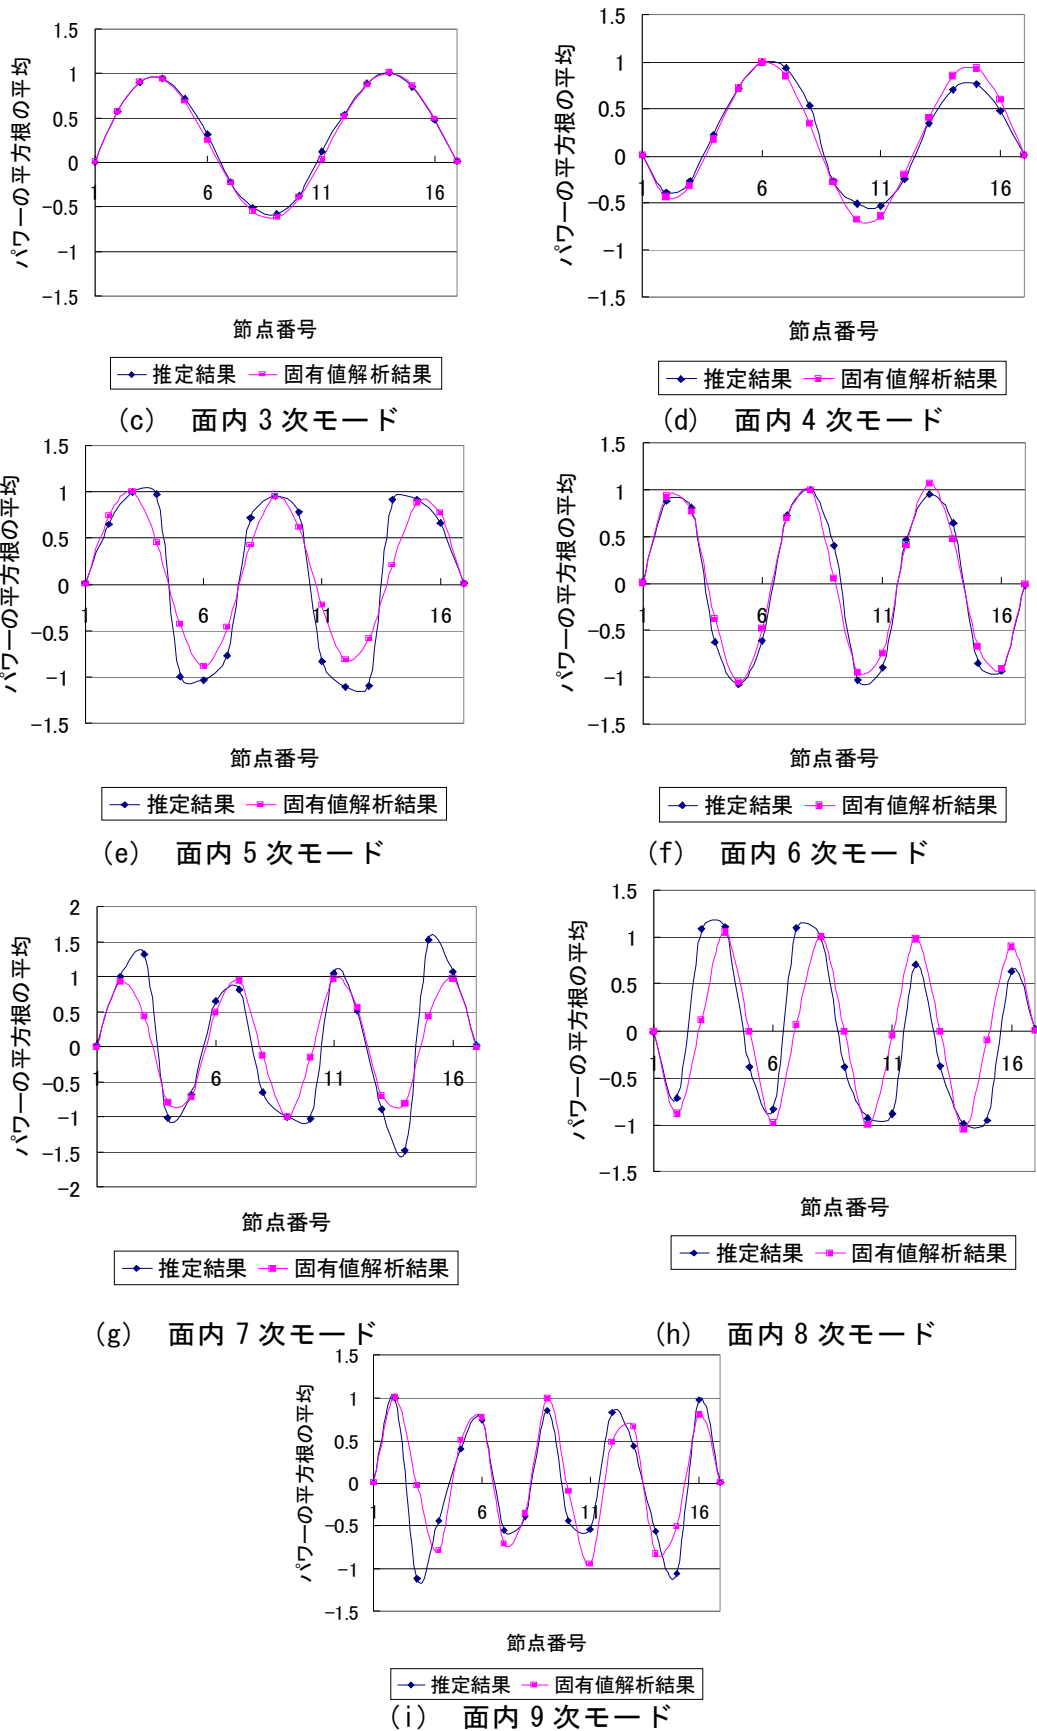 1.5
1
0.5
0
-0.5
-1
-1.5
1
6
11
16
パワーの平方根の平均
節点番号
推定結果 固有値解析結果
(c) 面内 3 次モード
1.5
1
0.5
0
-0.5
-1
-1.5
1
6
11
16
パワーの平方根の平均
節点番号
推定結果 固有値解析結果
(d) 面内 4 次モード
1.5
1
0.5
0
-0.5
-1
-1.5
1
6
11
16
パワーの平方根の平均
節点番号
推定結果 固有値解析結果
(e) 面内 5 次モード
1.5
1
0.5
0
-0.5
-1
-1.5
1
6
11
16
パワーの平方根の平均
節点番号
推定結果 固有値解析結果
(f) 面内 6 次モード
2
1.5
1
0.5
0
-0.5
-1
-1.5
-2
1
6
11
16
パワーの平方根の平均
節点番号
推定結果 固有値解析結果
(g) 面内 7 次モード
1.5
1
0.5
0
-0.5
-1
-1.5
1
6
11
16
パワーの平方根の平均
節点番号
推定結果 固有値解析結果
(h) 面内 8 次モード
1.5
1
0.5
0
-0.5
-1
-1.5
1
6
11
16
パワーの平方根の平均
節点番号
推定結果 固有値解析結果
(i) 面内 9 次モード